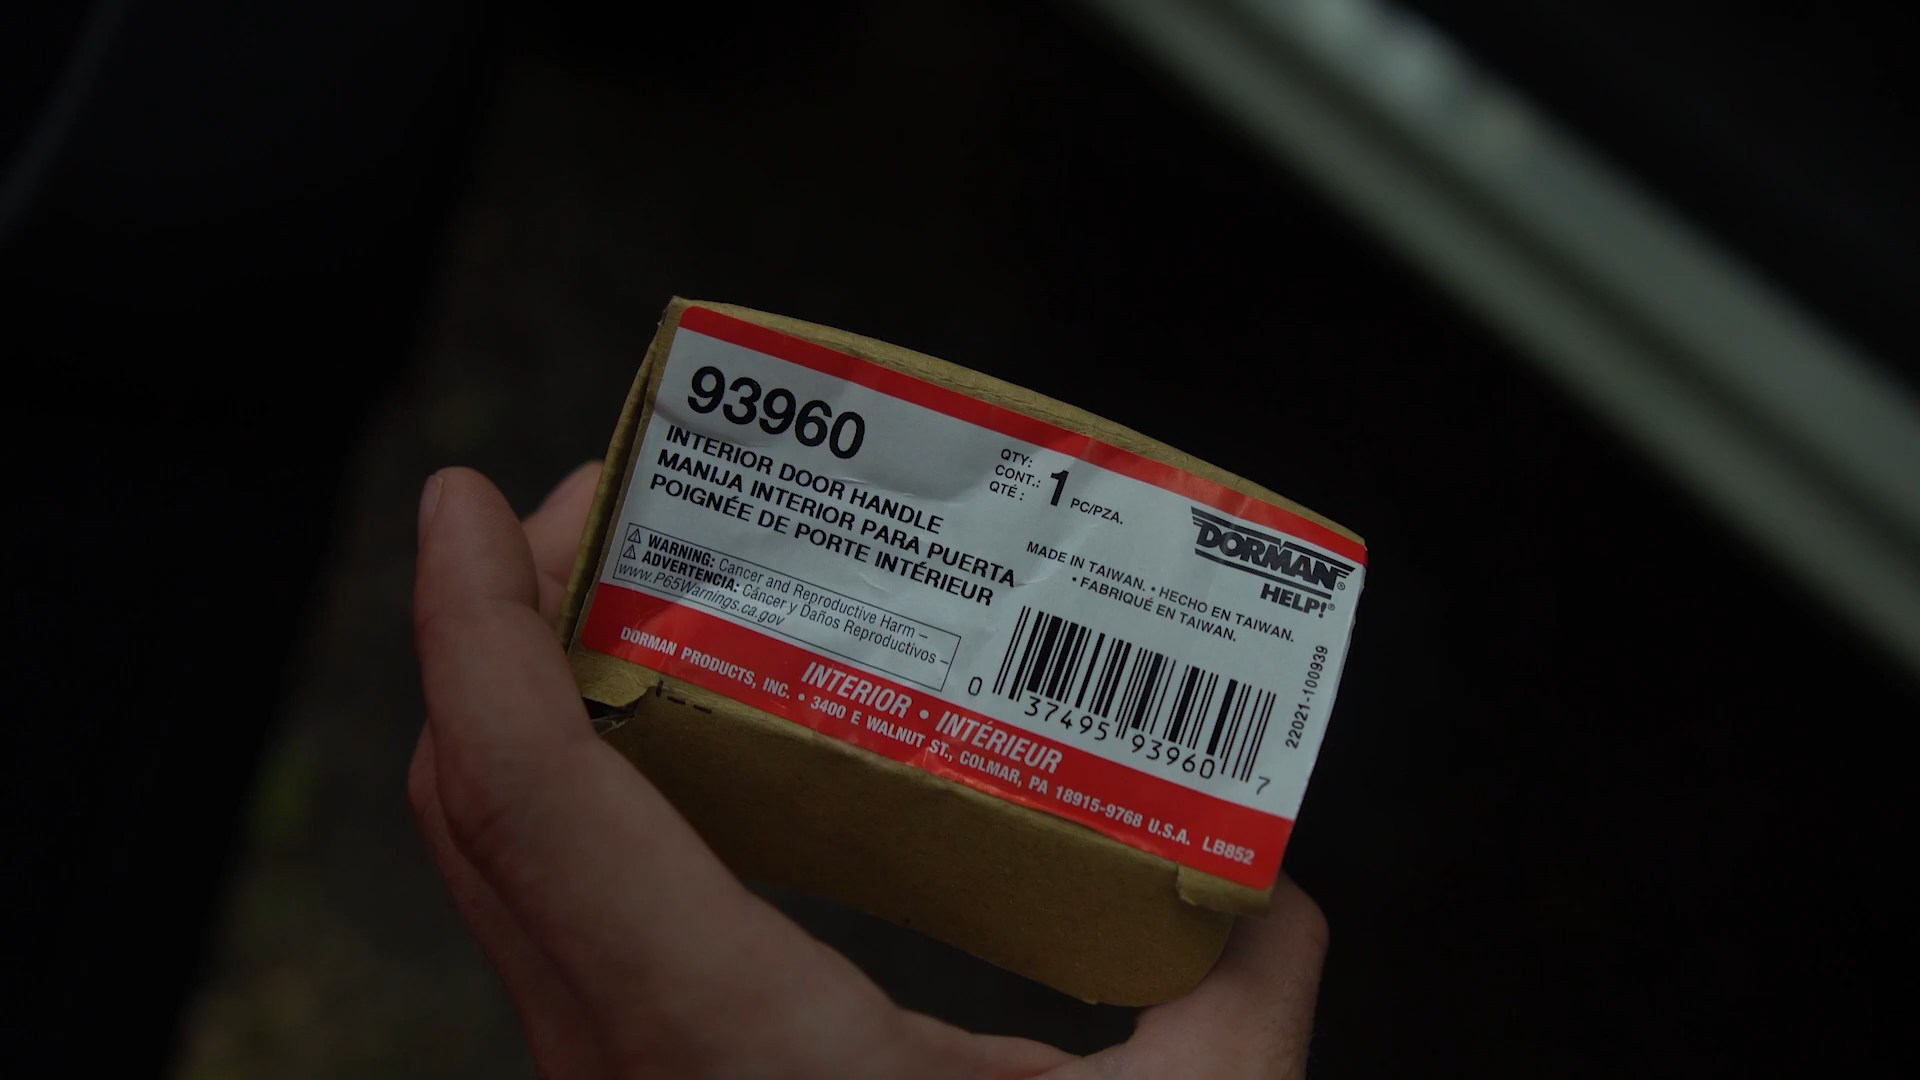 93960
INTERIOR DOOR HANDLE
MANIJA INTERIOR PARA PUERTA
POIGNÉE DE PORTE INTÉRIEUR
QTY:
CONT.:
QTÉ :
1 PC/PZA.
DORMAN®
HELP!®
MADE IN TAIWAN. • HECHO EN TAIWAN.
• FABRIQUÉ EN TAIWAN.
⚠ WARNING: Cancer and Reproductive Harm –
⚠ ADVERTENCIA: Cáncer y Daños Reproductivos –
www.P65Warnings.ca.gov
0 37495 93960 7
22021-100939
INTERIOR • INTÉRIEUR
DORMAN PRODUCTS, INC. • 3400 E WALNUT ST., COLMAR, PA 18915-9768 U.S.A. LB852